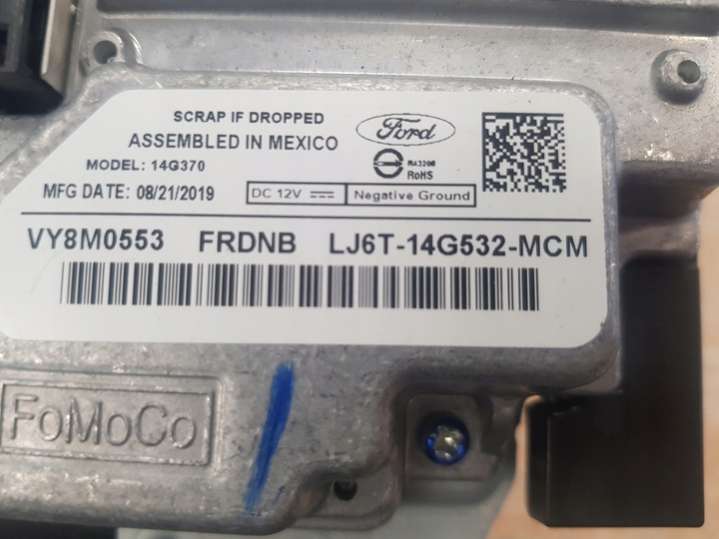 SCRAP IF DROPPED
ASSEMBLED IN MEXICO
MODEL: 14G370
MFG DATE: 08/21/2019
Ford
RoHS
DC 12V
Negative Ground
VY8M0553 FRDNB LJ6T-14G532-MCM
FoMoCo